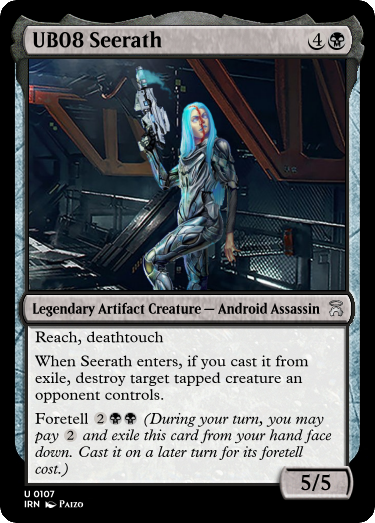 UB08 Seerath 4
Legendary Artifact Creature — Android Assassin
Reach, deathtouch
When Seerath enters, if you cast it from
exile, destroy target tapped creature an
opponent controls.
Foretell 2 (During your turn, you may
pay 2 and exile this card from your hand face
down. Cast it on a later turn for its foretell
cost.)
5/5
U 0107
IRN Paizo